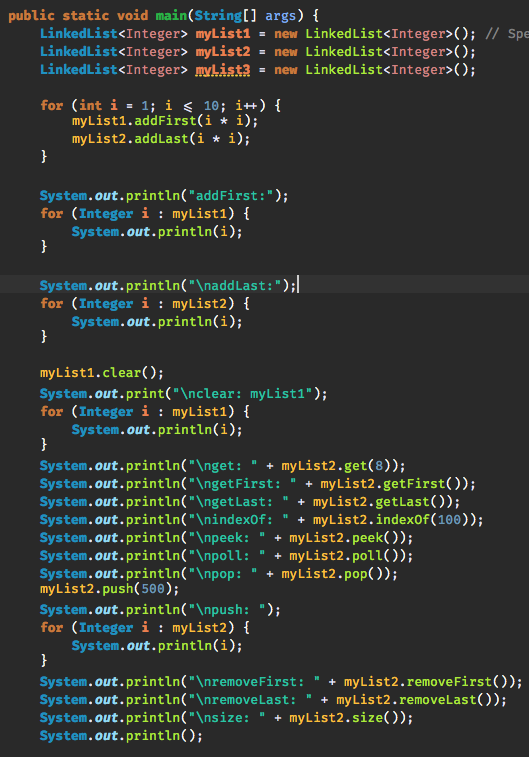 public static void main(String[] args) {
    LinkedList<Integer> myList1 = new LinkedList<Integer>(); // Spe
    LinkedList<Integer> myList2 = new LinkedList<Integer>();
    LinkedList<Integer> myList3 = new LinkedList<Integer>();
    for (int i = 1; i ⩽ 10; i++) {
        myList1.addFirst(i * i);
        myList2.addLast(i * i);
    }
    System.out.println("addFirst:");
    for (Integer i : myList1) {
        System.out.println(i);
    }
    System.out.println("\naddLast:");
    for (Integer i : myList2) {
        System.out.println(i);
    }
    myList1.clear();
    System.out.print("\nclear: myList1");
    for (Integer i : myList1) {
        System.out.println(i);
    }
    System.out.println("\nget: " + myList2.get(8));
    System.out.println("\ngetFirst: " + myList2.getFirst());
    System.out.println("\ngetLast: " + myList2.getLast());
    System.out.println("\nindexOf: " + myList2.indexOf(100));
    System.out.println("\npeek: " + myList2.peek());
    System.out.println("\npoll: " + myList2.poll());
    System.out.println("\npop: " + myList2.pop());
    myList2.push(500);
    System.out.println("\npush: ");
    for (Integer i : myList2) {
        System.out.println(i);
    }
    System.out.println("\nremoveFirst: " + myList2.removeFirst());
    System.out.println("\nremoveLast: " + myList2.removeLast());
    System.out.println("\nsize: " + myList2.size());
    System.out.println();